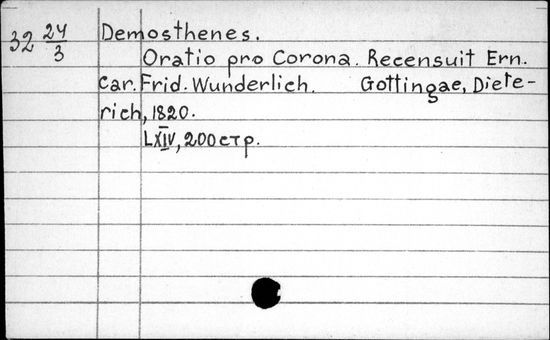 32 24/3 Demosthenes.
Oratio pro Corona. Recensuit Ern.
Car. Frid. Wunderlich. Gottingae, Diete-
rich, 1820.
LXIV, 200 стр.